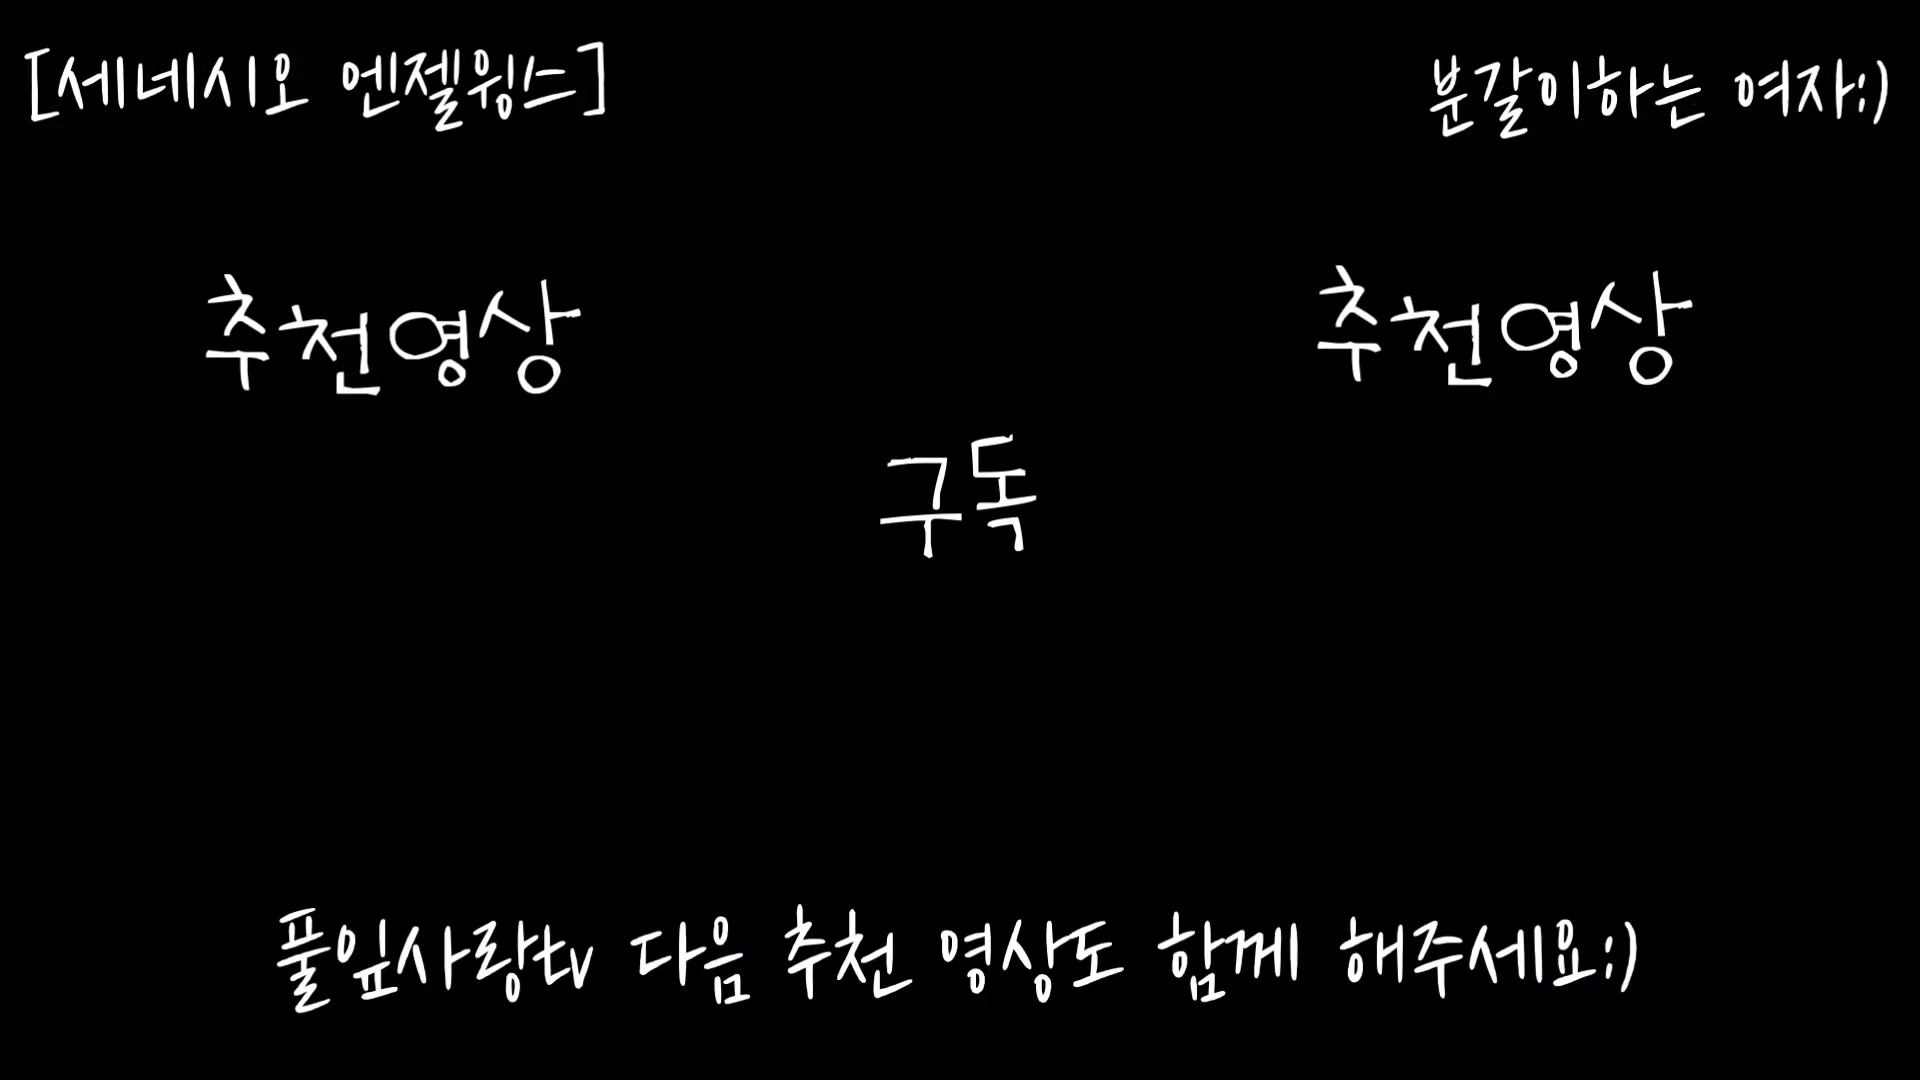 [세네시오 엔젤윙스]
분갈이하는 여자:)
추천영상
추천영상
구독
풀잎사랑tv 다음 추천 영상도 함께 해주세요:)